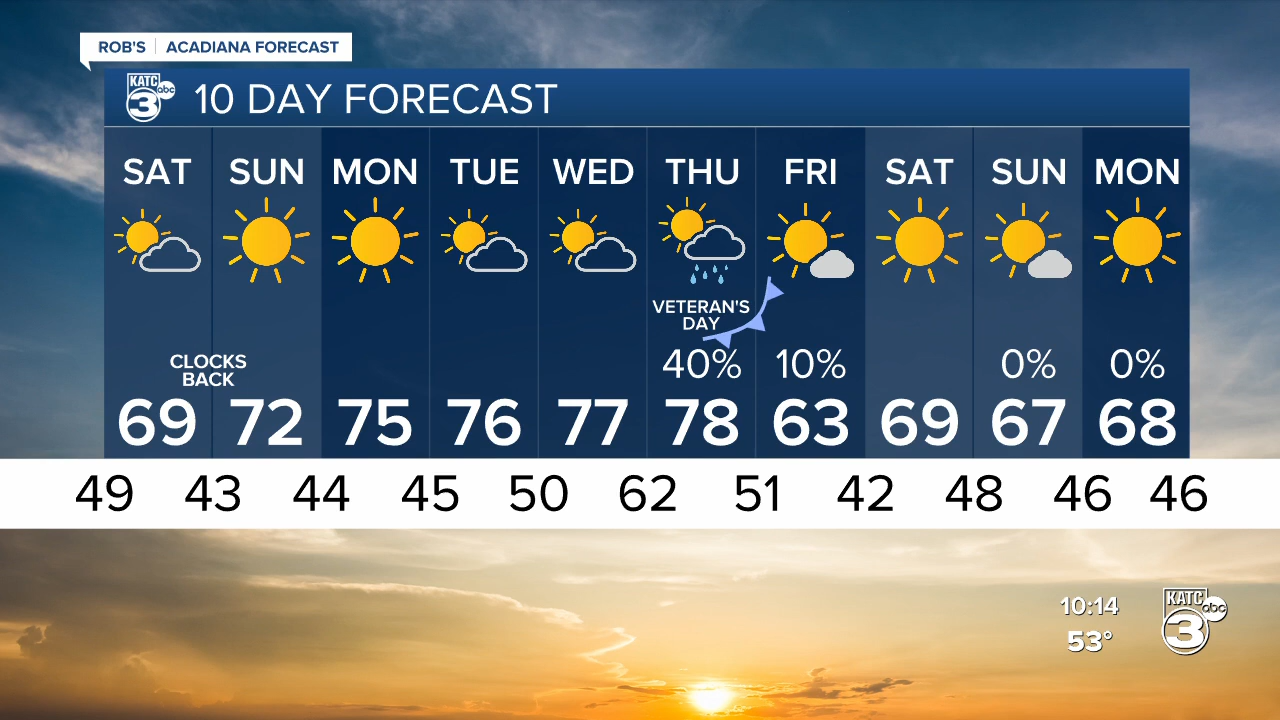 ROB'S ACADIANA FORECAST
KATC abc 3
10 DAY FORECAST
SAT SUN MON TUE WED THU FRI SAT SUN MON
VETERAN'S
DAY
CLOCKS
BACK
40% 10% 0% 0%
69 72 75 76 77 78 63 69 67 68
49 43 44 45 50 62 51 42 48 46 46
10:14
53°
KATC abc 3